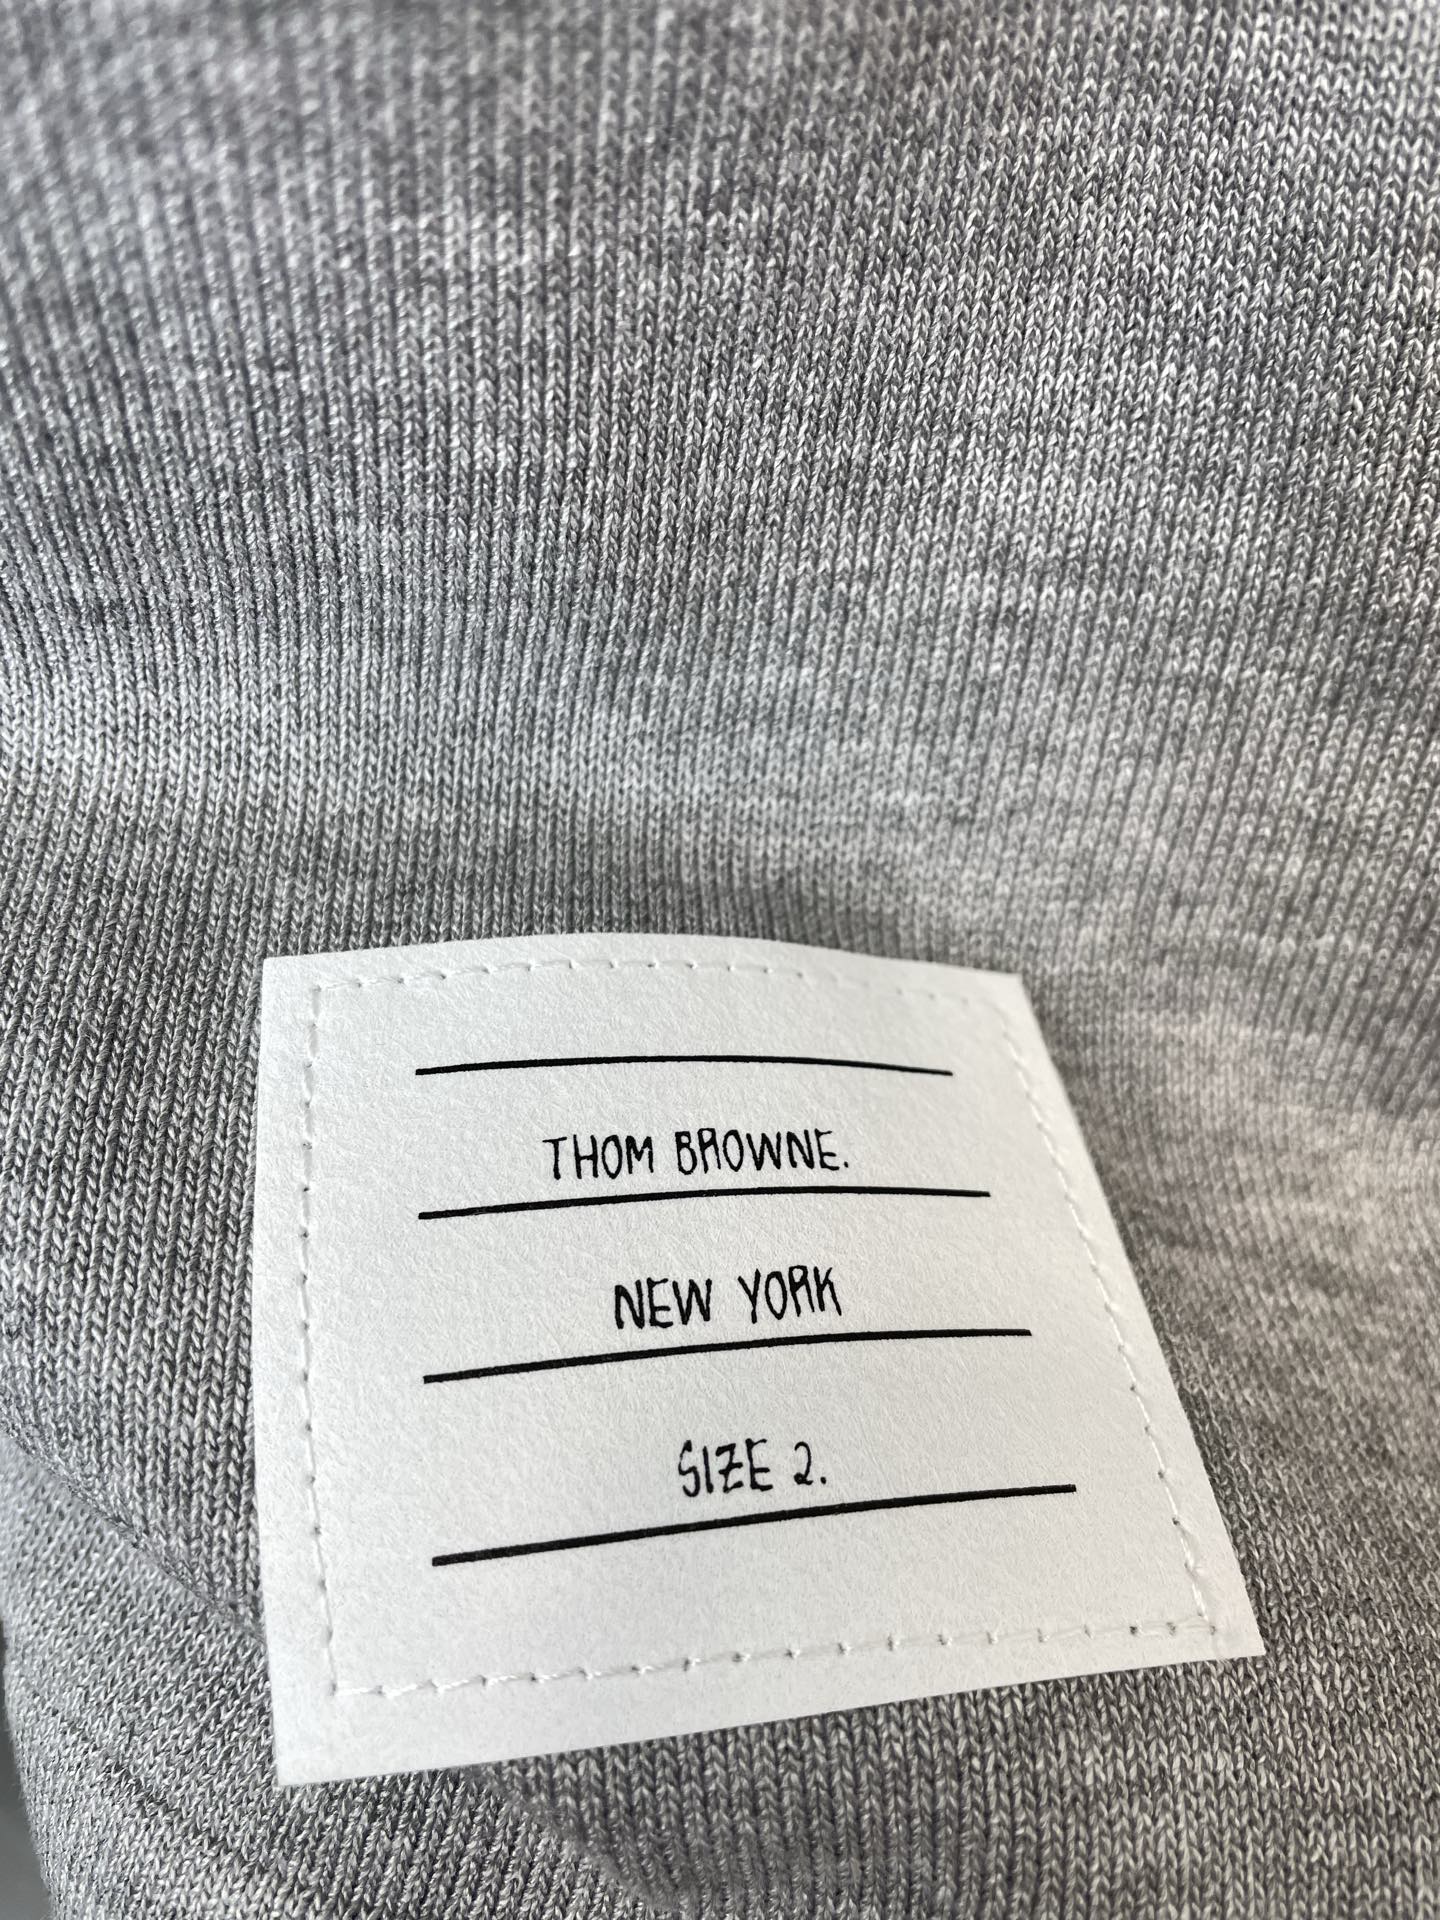 THOM BROWNE.
NEW YORK
SIZE 2.